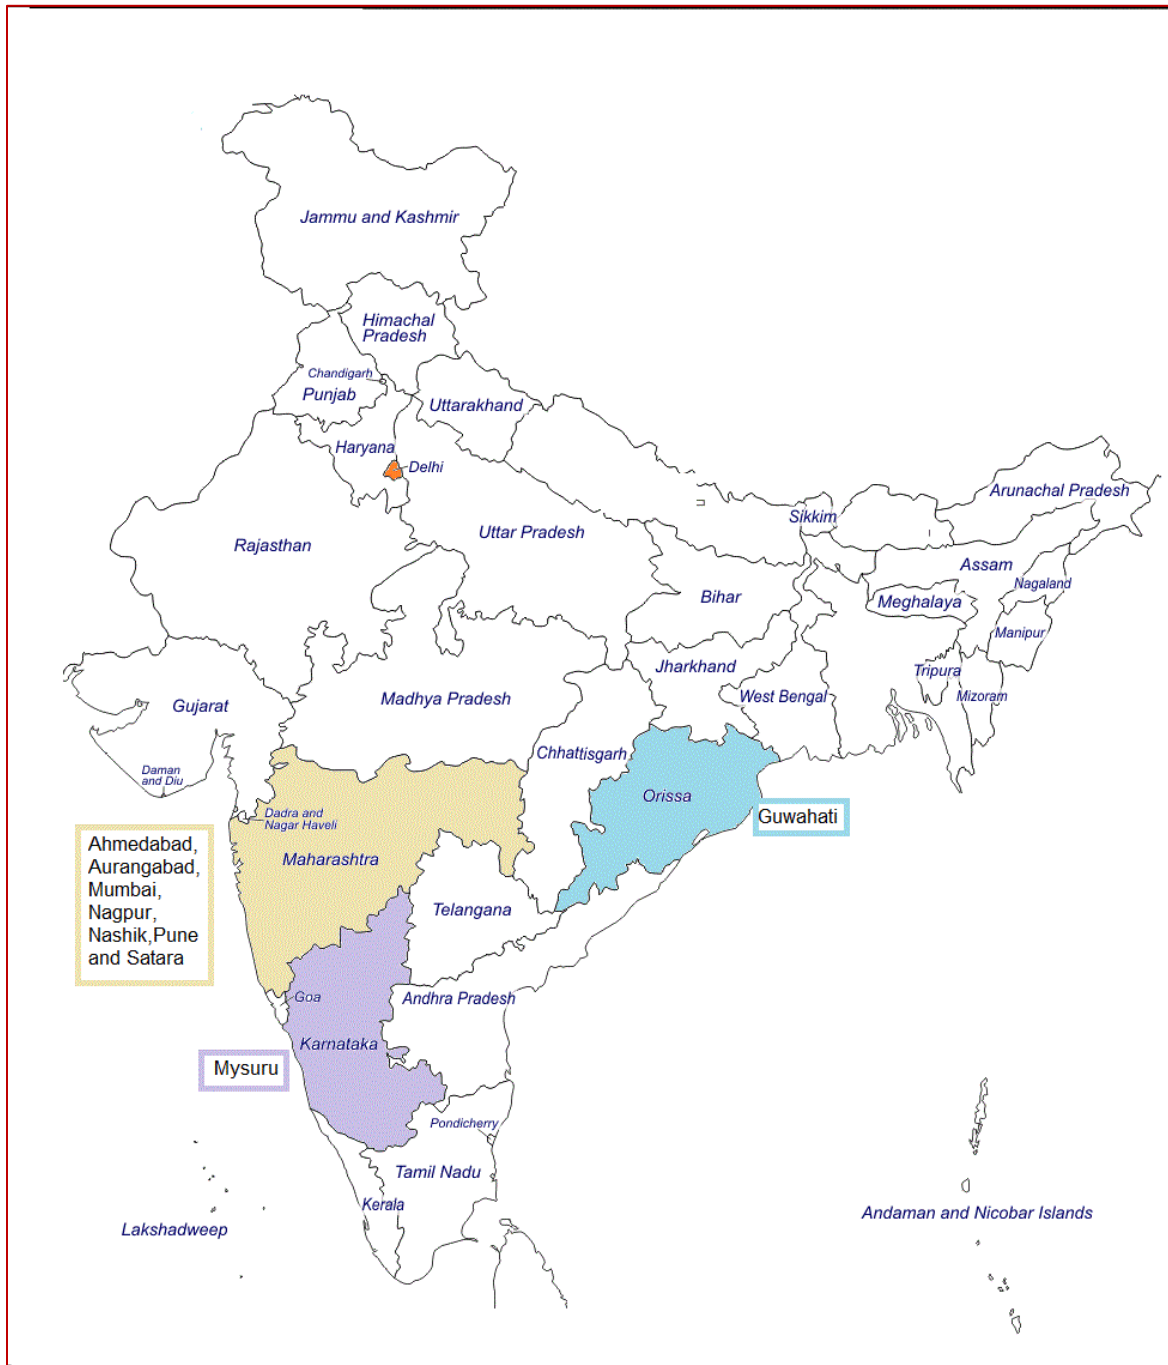 Jammu and Kashmir
Himachal
Pradesh
Chandigarh
Punjab
Uttarakhand
Haryana
Delhi
Arunachal Pradesh
Sikkim
Uttar Pradesh
Rajasthan
Assam
Nagaland
Bihar
Meghalaya
Manipur
Jharkhand
Tripura
West Bengal
Mizoram
Madhya Pradesh
Gujarat
Chhattisgarh
Daman
and Diu
Orissa
Dadra and
Nagar Haveli
Guwahati
Ahmedabad,
Aurangabad,
Mumbai,
Nagpur,
Nashik,Pune
and Satara
Maharashtra
Telangana
Goa
Andhra Pradesh
Karnataka
Mysuru
Pondicherry
Tamil Nadu
Kerala
Lakshadweep
Andaman and Nicobar Islands